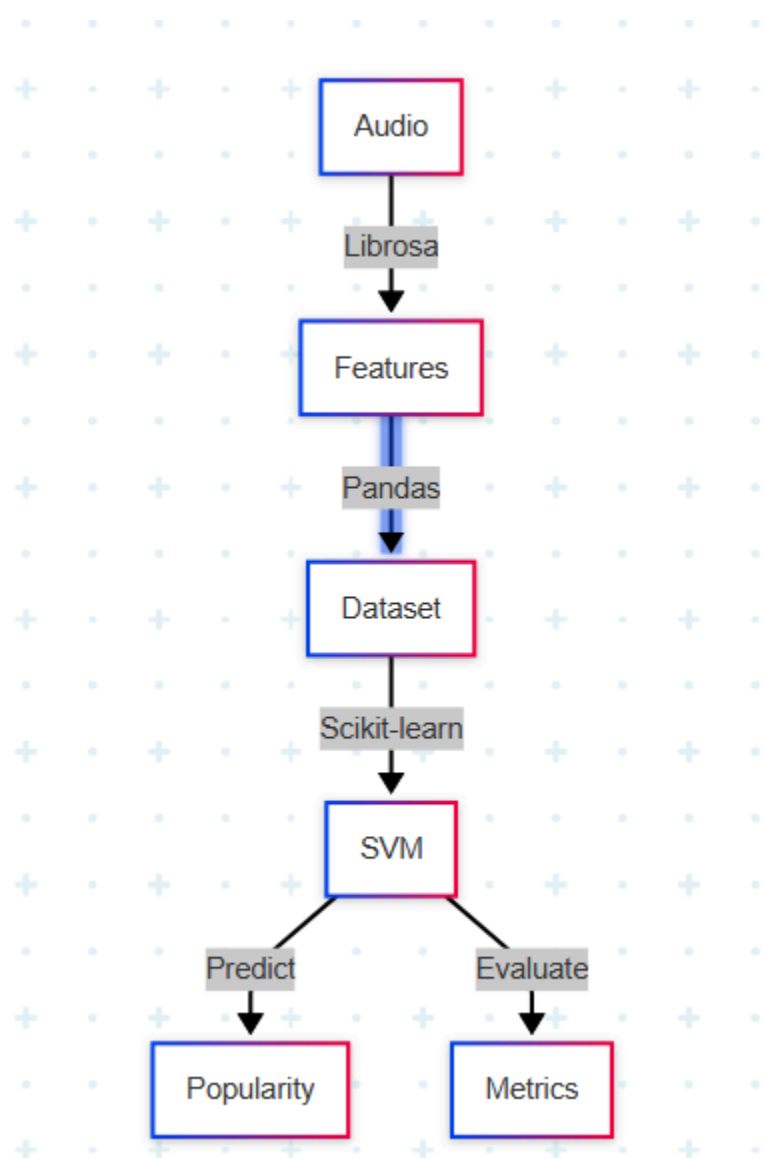 Audio
Librosa
Features
Pandas
Dataset
Scikit-learn
SVM
Predict
Evaluate
Popularity
Metrics